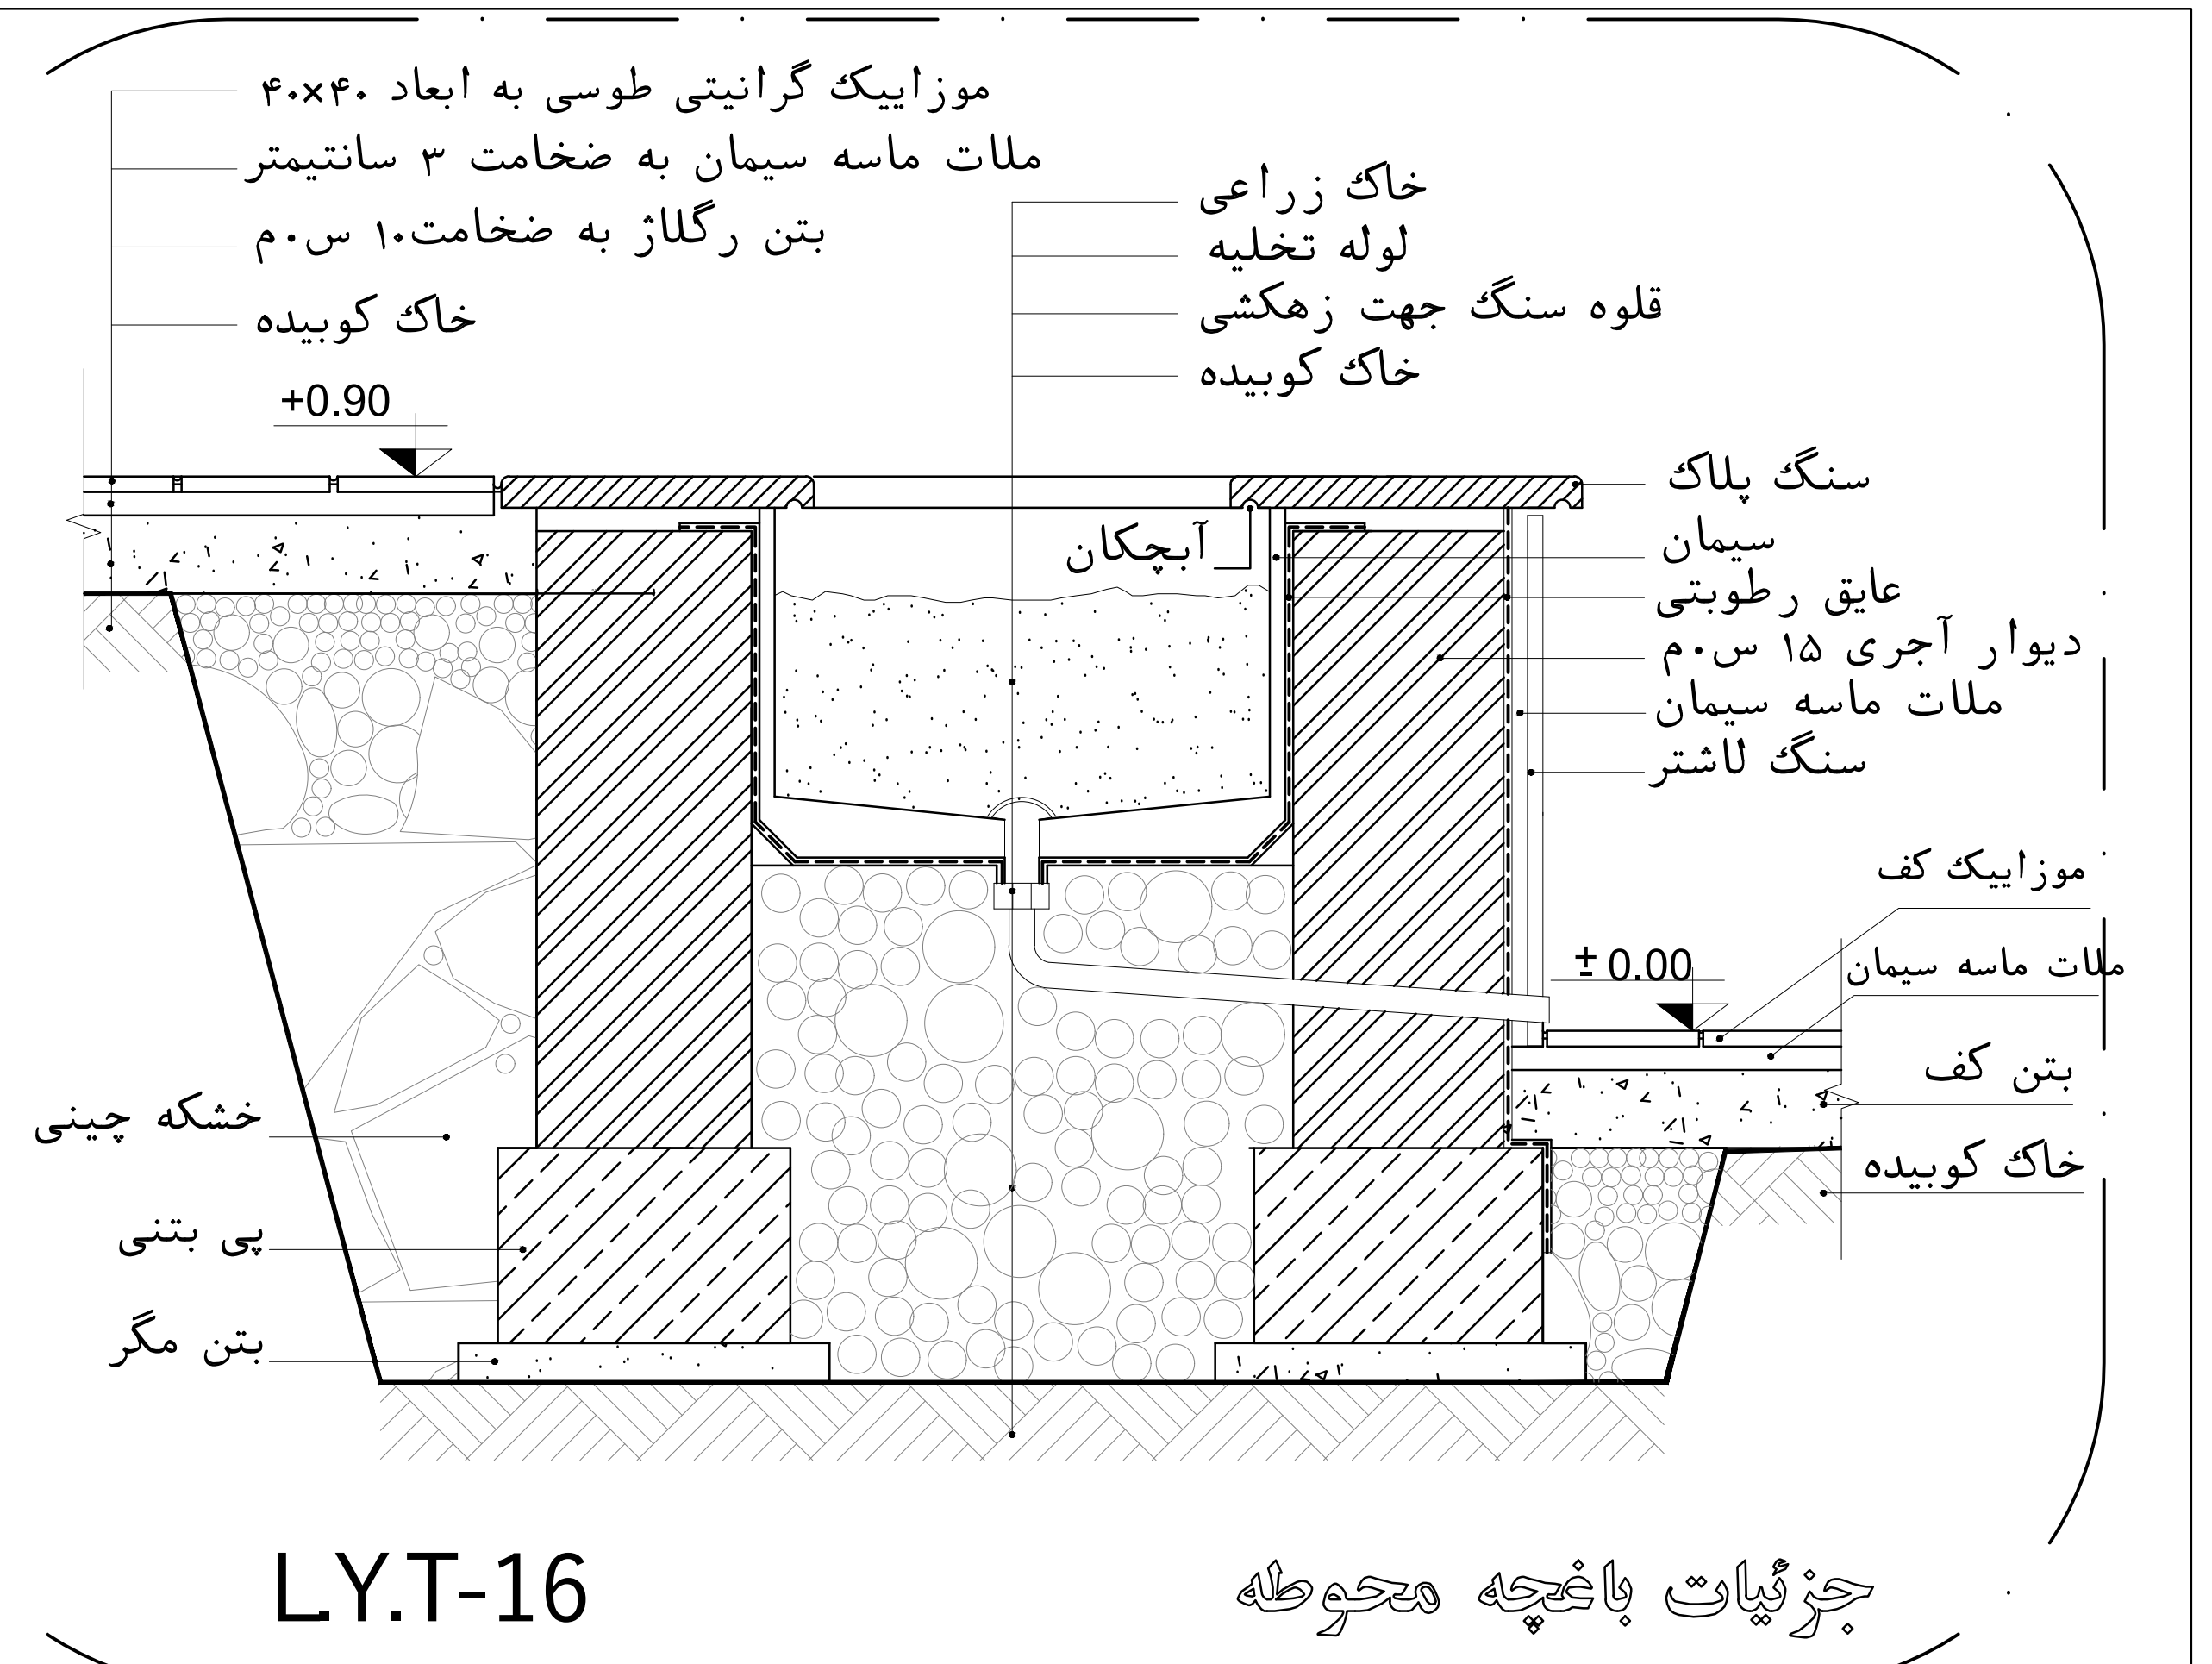 موزاییک گرانیتی طوسی به ابعاد ۴۰×۴۰
ملات ماسه سیمان به ضخامت ۳ سانتیمتر
بتن رگلاژ به ضخامت۱۰ س.م
خاک کوبیده
+0.90
خاک زراعی
لوله تخلیه
قلوه سنگ جهت زهکشی
خاک کوبیده
آبچکان
سنگ پلاک
سیمان
عایق رطوبتی
دیوار آجری ۱۵ س.م
ملات ماسه سیمان
سنگ لاشتر
موزاییک کف
ملات ماسه سیمان
± 0.00
بتن کف
خاک کوبیده
خشکه چینی
پی بتنی
بتن مگر
L.Y.T-16
جزئیات باغچه محوطه